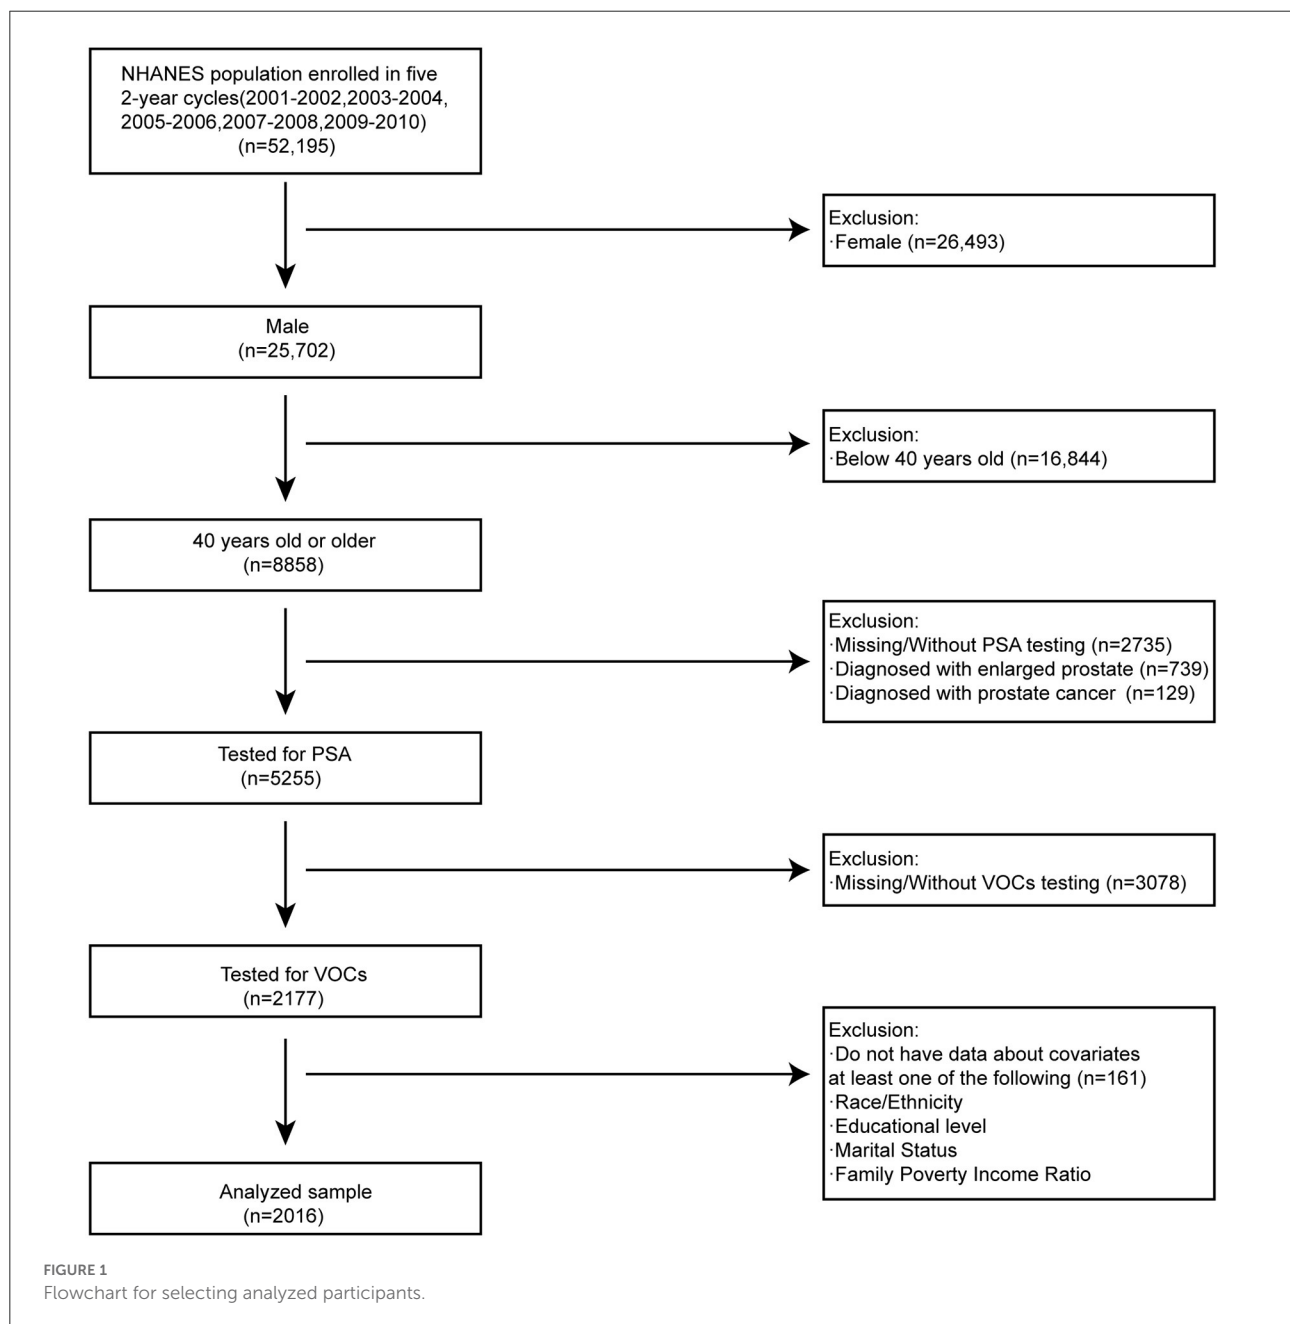 NHANES population enrolled in five
2-year cycles(2001-2002,2003-2004,
2005-2006,2007-2008,2009-2010)
(n=52,195)
Exclusion:
·Female (n=26,493)
Male
(n=25,702)
Exclusion:
·Below 40 years old (n=16,844)
40 years old or older
(n=8858)
Exclusion:
·Missing/Without PSA testing (n=2735)
·Diagnosed with enlarged prostate (n=739)
·Diagnosed with prostate cancer (n=129)
Tested for PSA
(n=5255)
Exclusion:
·Missing/Without VOCs testing (n=3078)
Tested for VOCs
(n=2177)
Exclusion:
·Do not have data about covariates
at least one of the following (n=161)
·Race/Ethnicity
·Educational level
·Marital Status
·Family Poverty Income Ratio
Analyzed sample
(n=2016)
FIGURE 1
Flowchart for selecting analyzed participants.